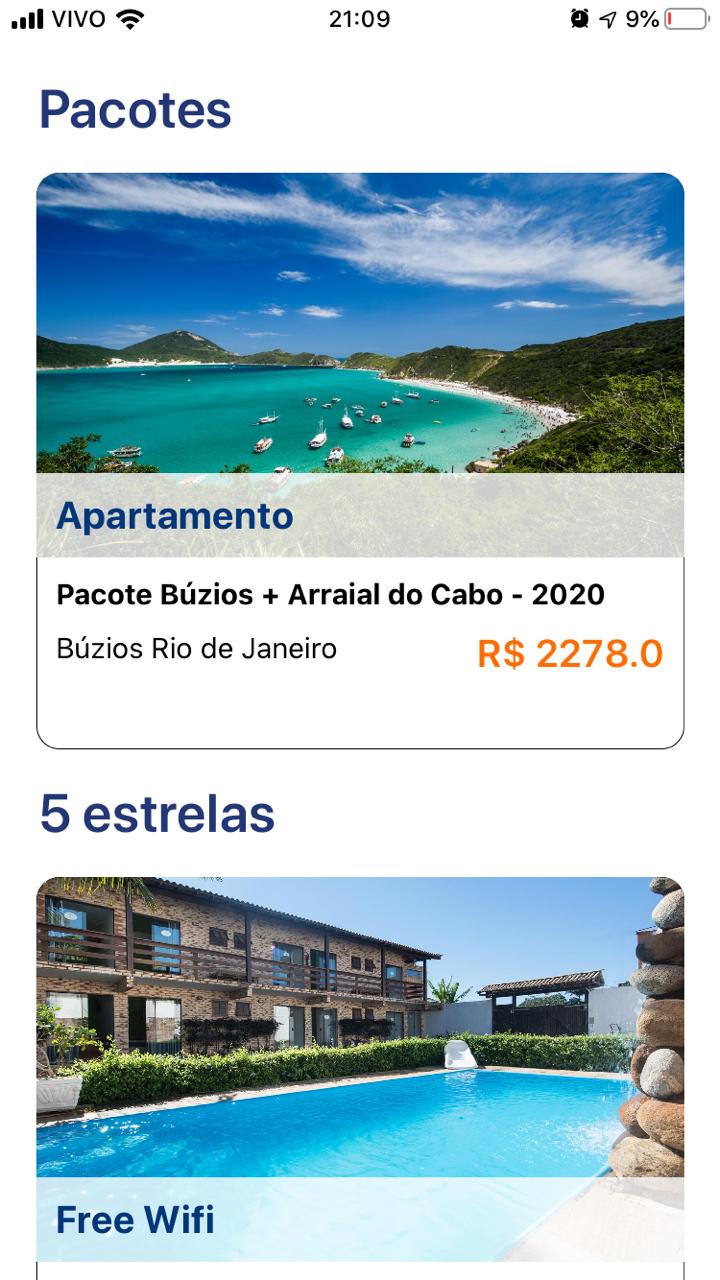 VIVO 21:09 9%
Pacotes
Apartamento
Pacote Búzios + Arraial do Cabo - 2020
Búzios Rio de Janeiro R$ 2278.0
5 estrelas
Free Wifi